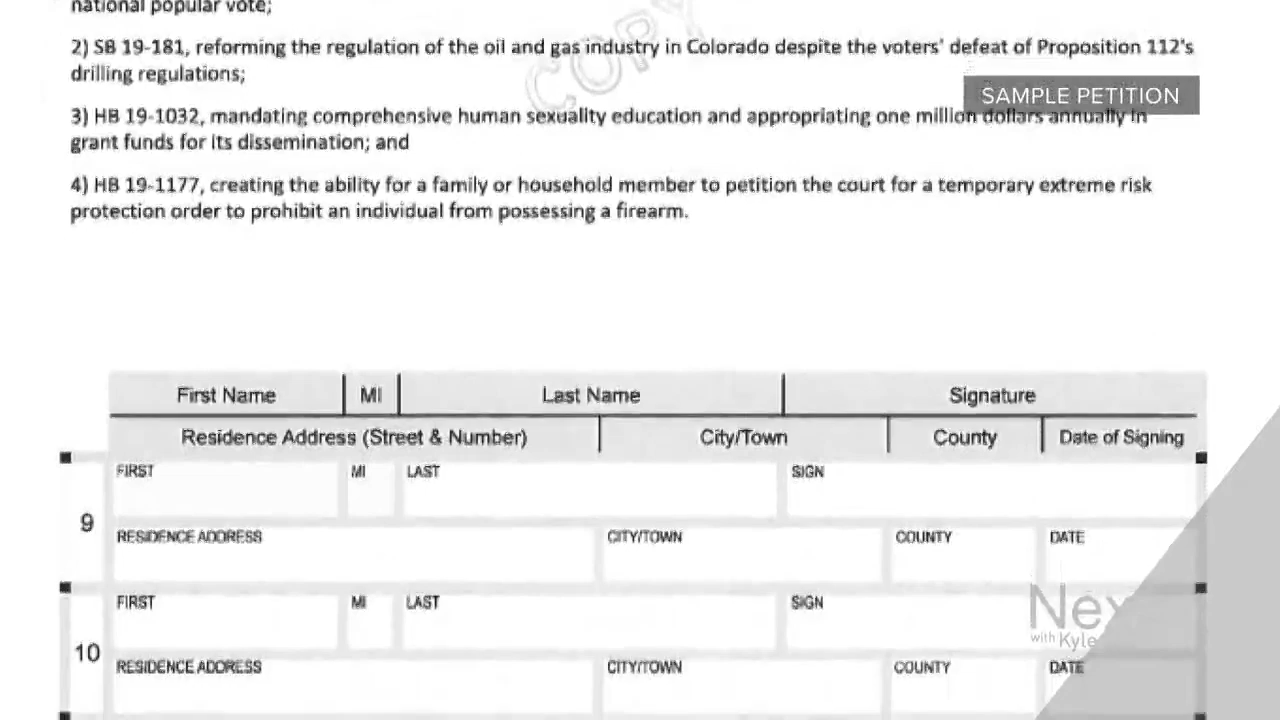 national popular vote;
COPY
2) SB 19-181, reforming the regulation of the oil and gas industry in Colorado despite the voters' defeat of Proposition 112's
drilling regulations;
SAMPLE PETITION
3) HB 19-1032, mandating comprehensive human sexuality education and appropriating one million dollars annually in
grant funds for its dissemination; and
4) HB 19-1177, creating the ability for a family or household member to petition the court for a temporary extreme risk
protection order to prohibit an individual from possessing a firearm.
First Name MI Last Name Signature
Residence Address (Street & Number) City/Town County Date of Signing
FIRST MI LAST SIGN
9
RESIDENCE ADDRESS CITY/TOWN COUNTY DATE
FIRST MI LAST SIGN
10
RESIDENCE ADDRESS CITY/TOWN COUNTY DATE
with Kyle